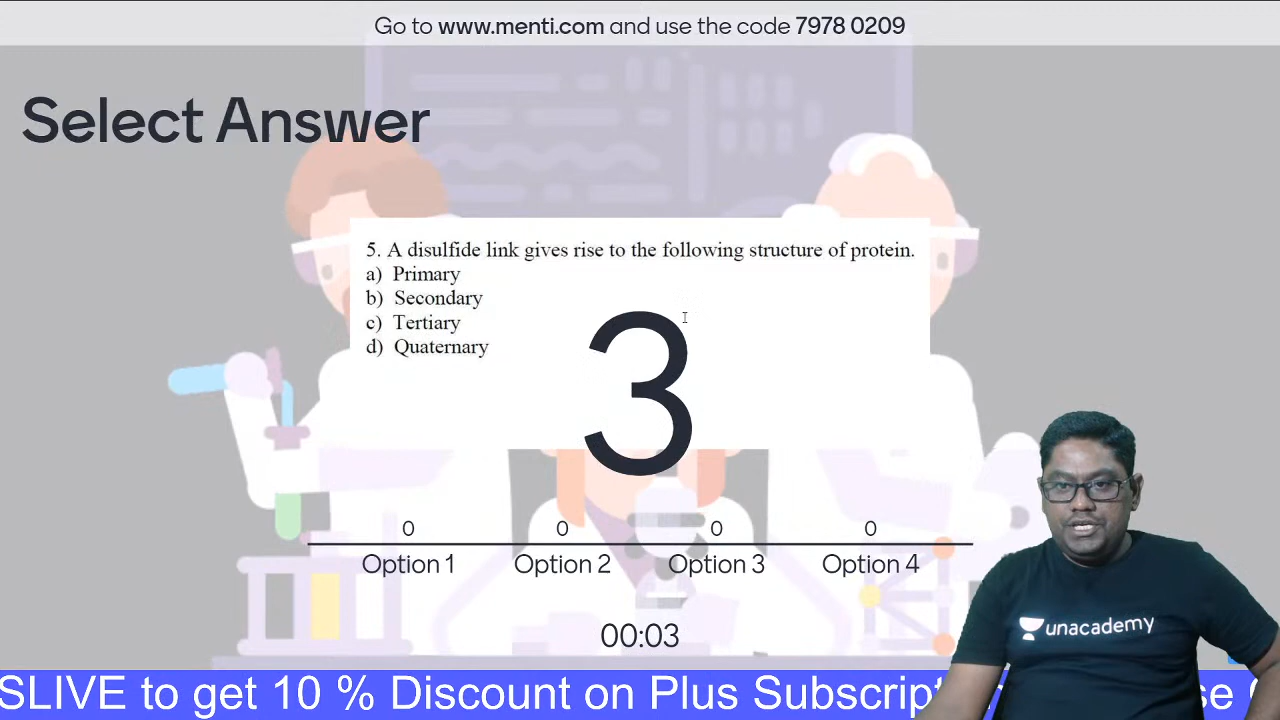 Go to www.menti.com and use the code 7978 0209
Select Answer
5. A disulfide link gives rise to the following structure of protein.
a) Primary
b) Secondary
c) Tertiary
d) Quaternary
3
0 0 0 0
Option 1 Option 2 Option 3 Option 4
00:03
unacademy
SLIVE to get 10 % Discount on Plus Subscrip